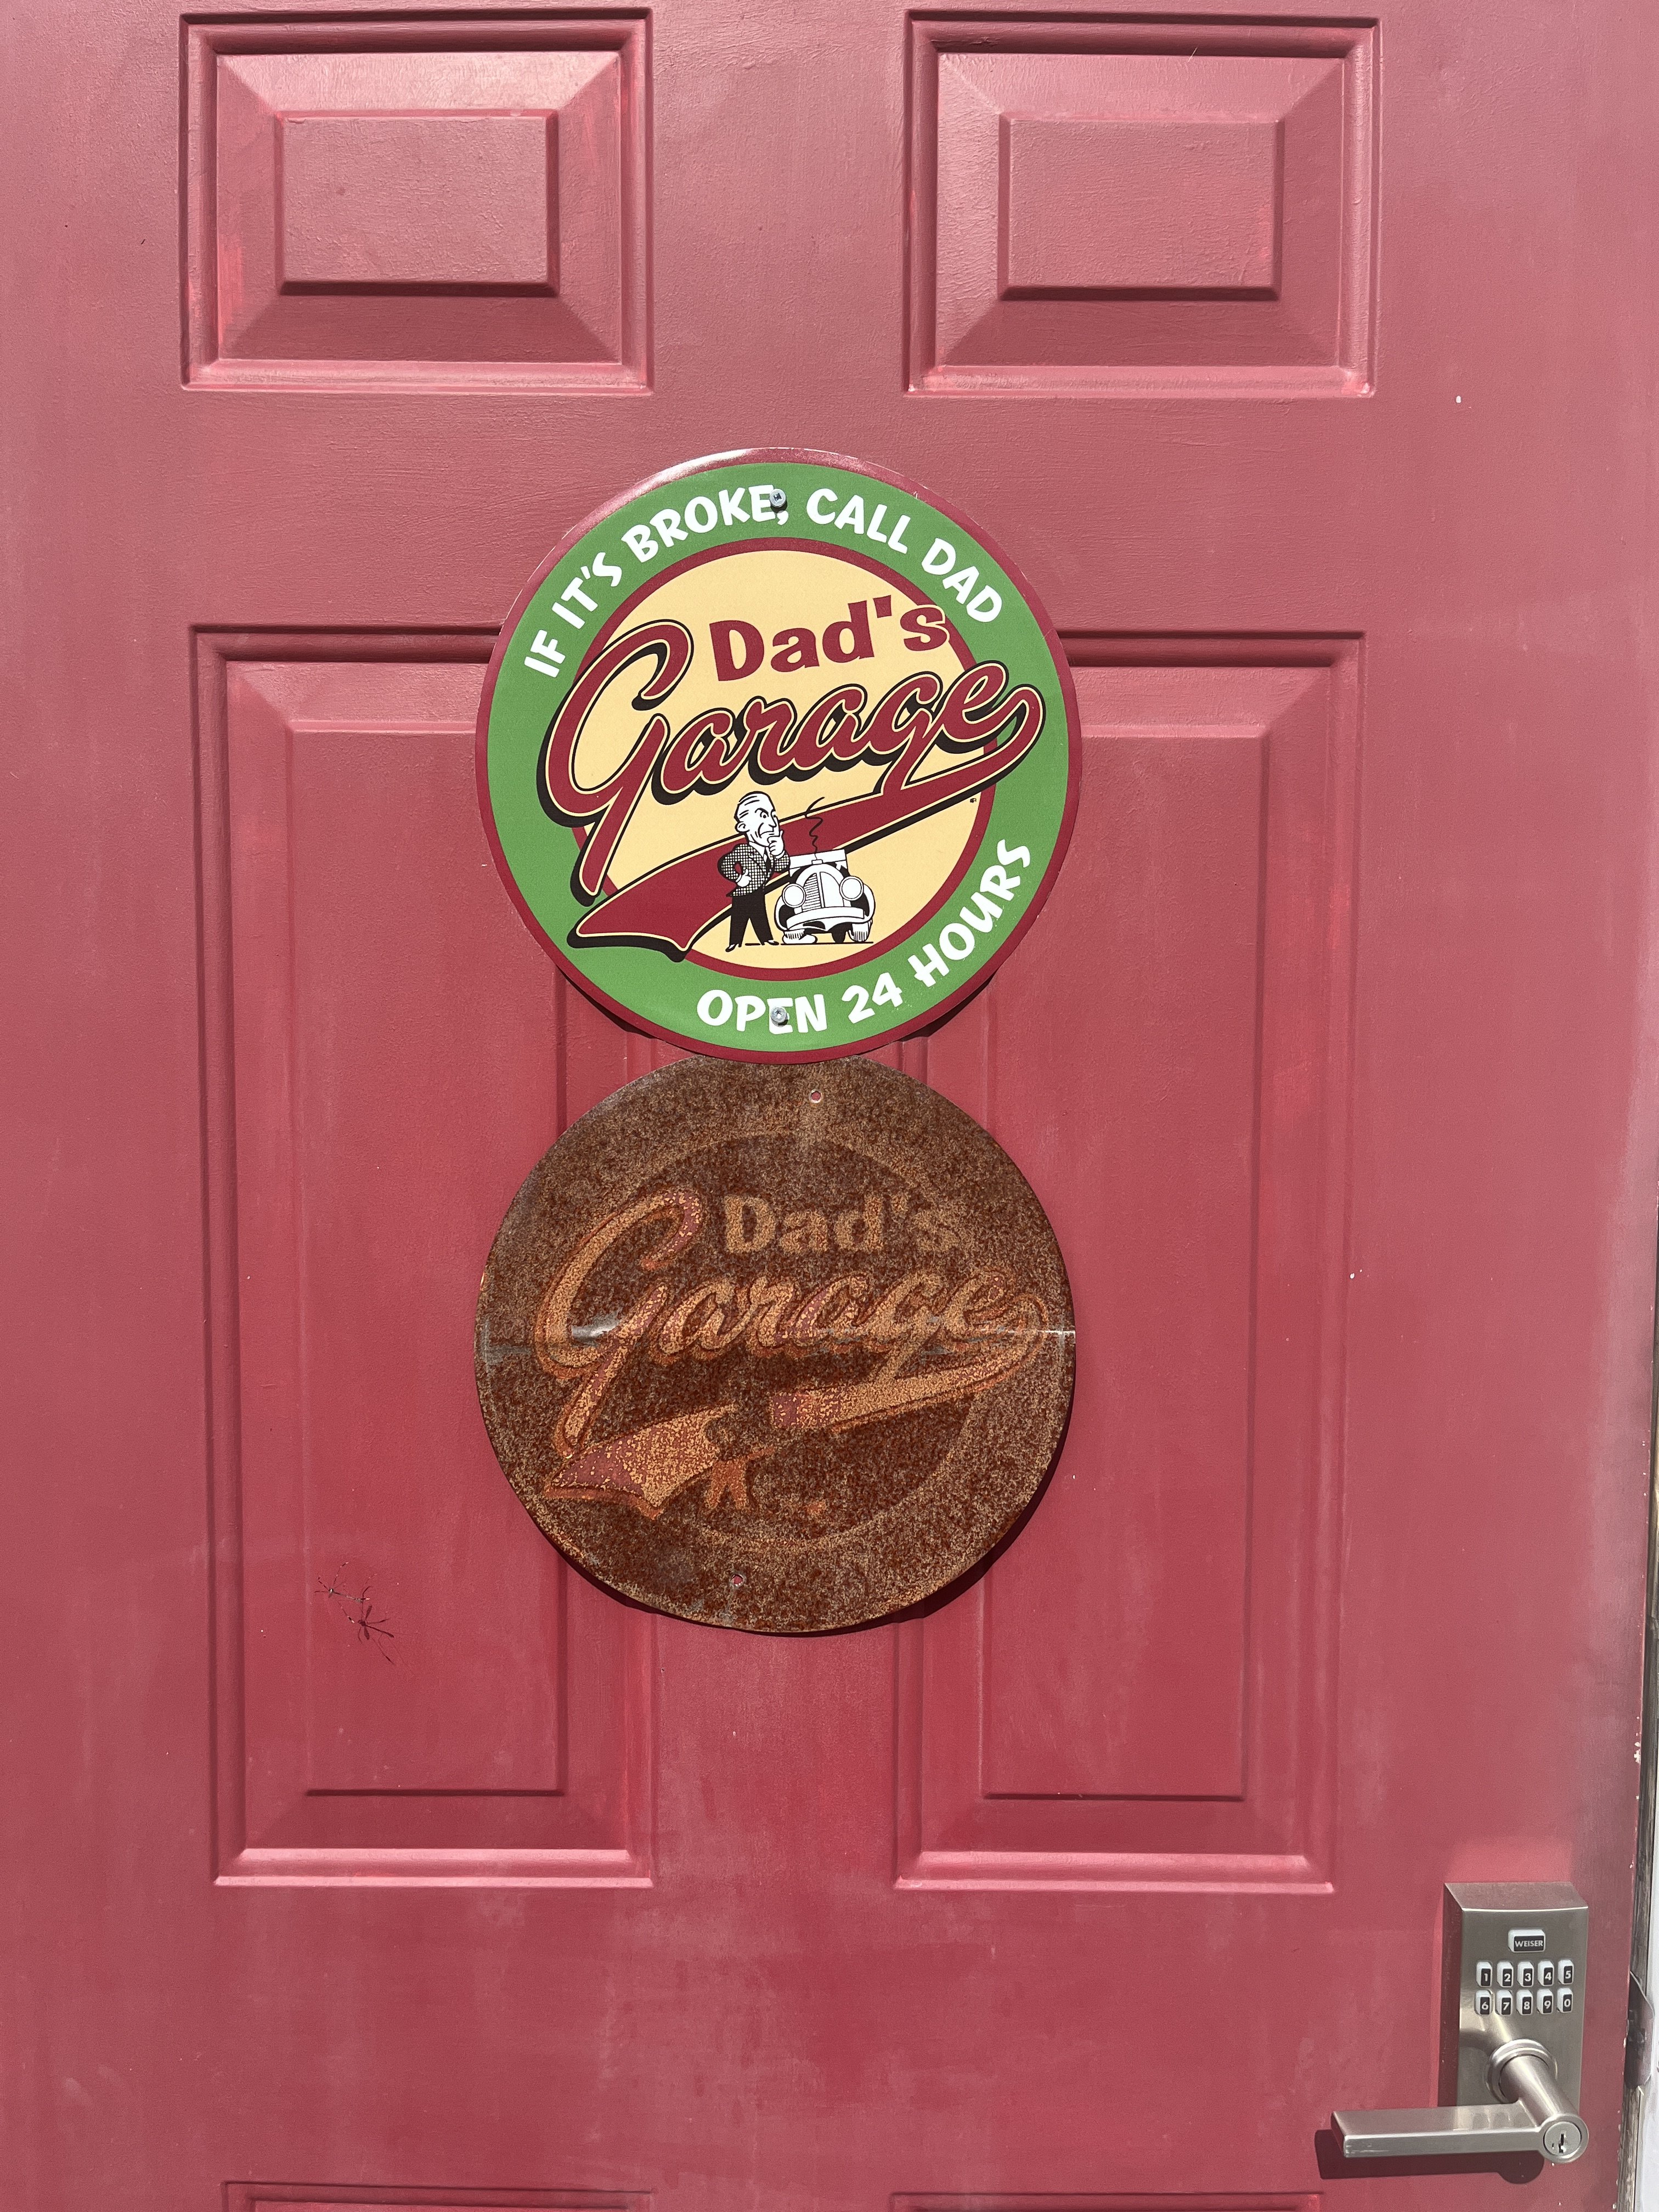 IF IT'S BROKE, CALL DAD
Dad's
Garage
OPEN 24 HOURS
Dad's
Garage
WEISER
1 2 3 4 5
6 7 8 9 0